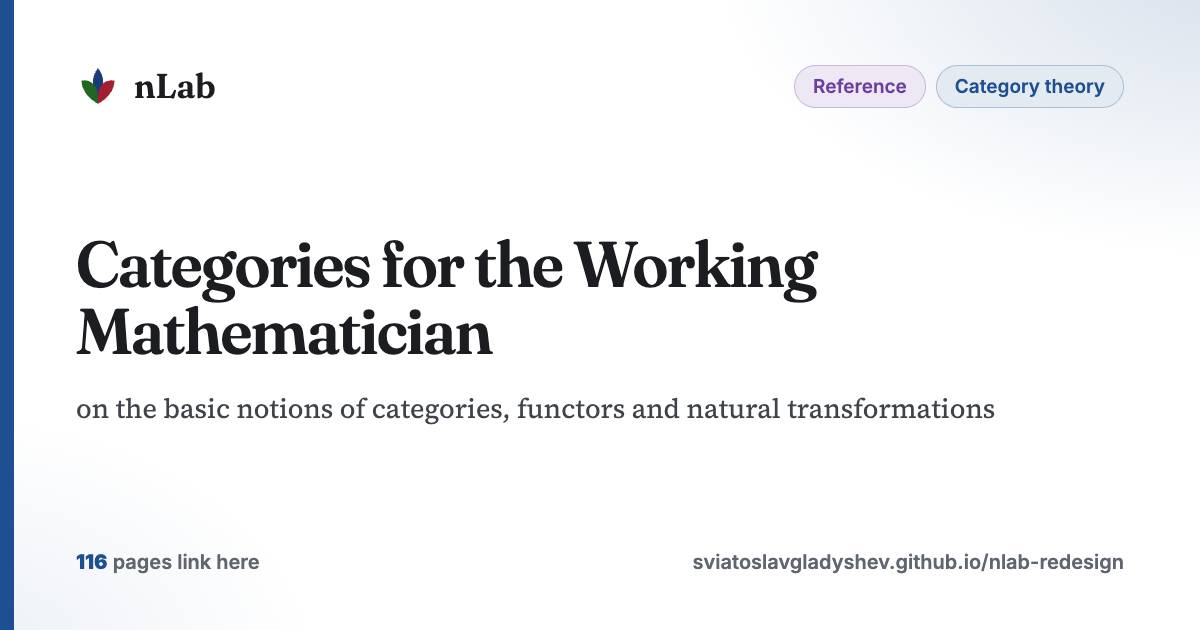 nLab
Reference
Category theory
Categories for the Working
Mathematician
on the basic notions of categories, functors and natural transformations
116 pages link here
sviatoslavgladyshev.github.io/nlab-redesign